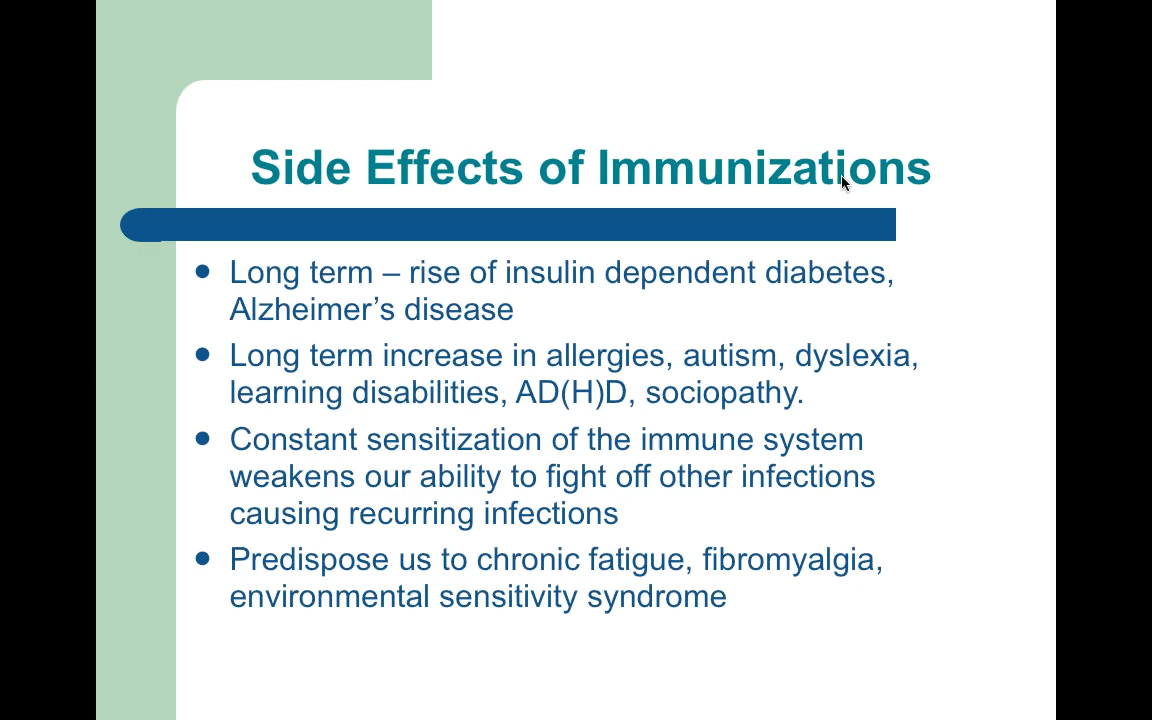 Side Effects of Immunizations
● Long term – rise of insulin dependent diabetes,
Alzheimer’s disease
● Long term increase in allergies, autism, dyslexia,
learning disabilities, AD(H)D, sociopathy.
● Constant sensitization of the immune system
weakens our ability to fight off other infections
causing recurring infections
● Predispose us to chronic fatigue, fibromyalgia,
environmental sensitivity syndrome